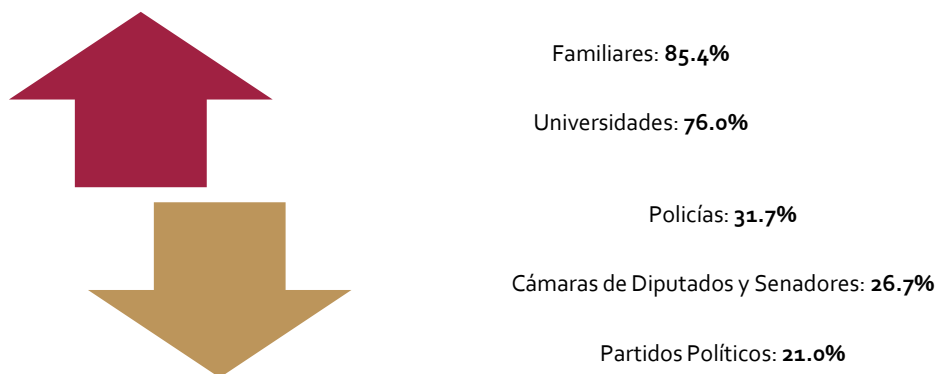 Familiares: 85.4%
Universidades: 76.0%
Policías: 31.7%
Cámaras de Diputados y Senadores: 26.7%
Partidos Políticos: 21.0%